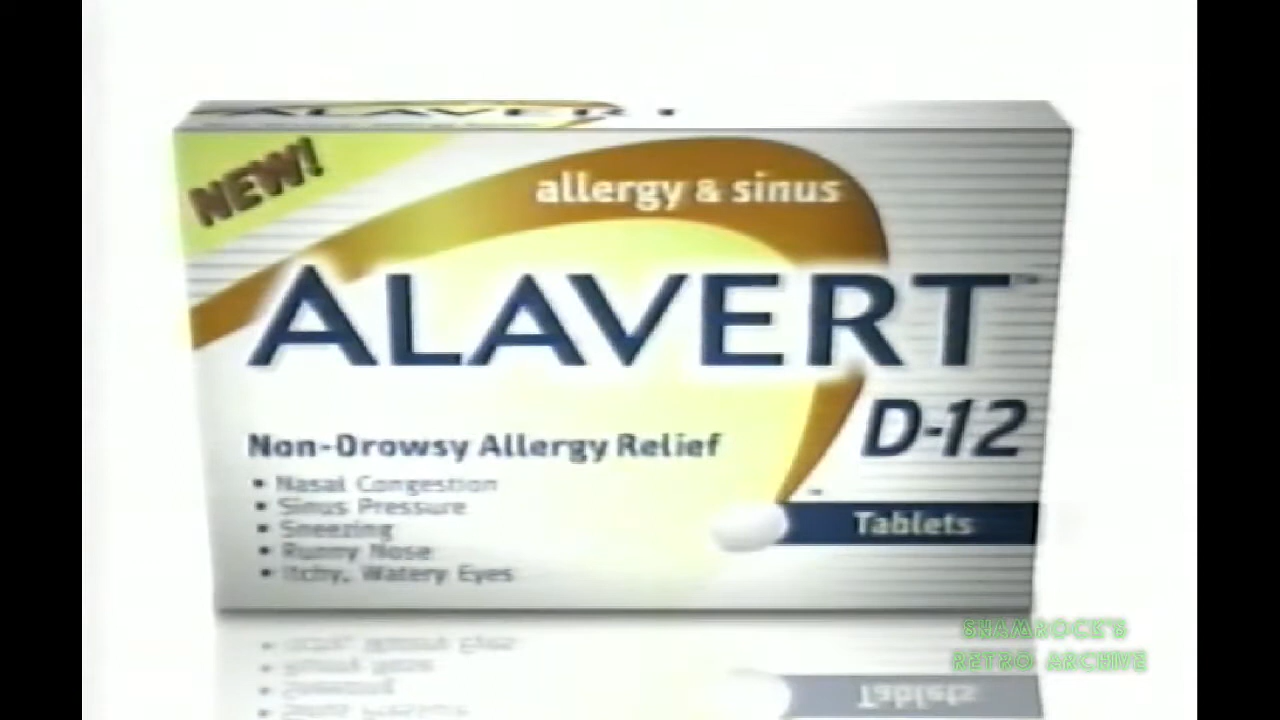 ALAVERT
NEW!
allergy & sinus
ALAVERT™
D-12
Non-Drowsy Allergy Relief
• Nasal Congestion
• Sinus Pressure
• Sneezing
• Runny Nose
• Itchy, Watery Eyes
Tablets
SHAMROCK'S
RETRO ARCHIVE